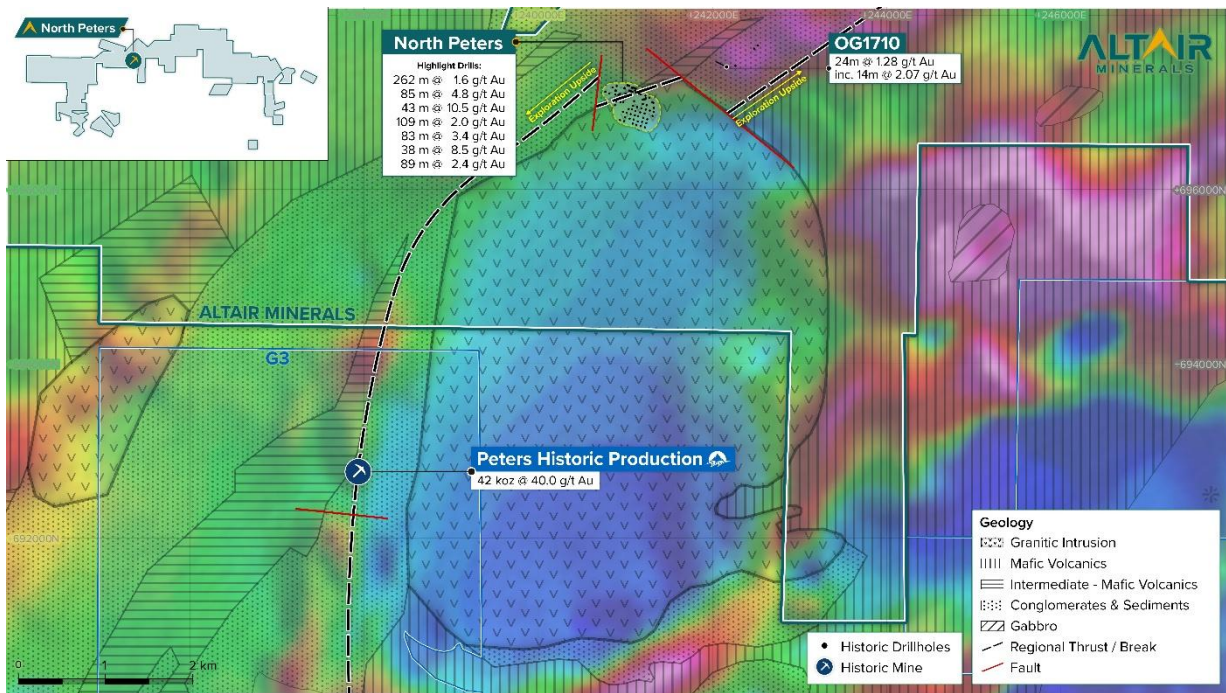 North Peters
North Peters
Highlight Drills:
262 m @ 1.6 g/t Au
85 m @ 4.8 g/t Au
43 m @ 10.5 g/t Au
109 m @ 2.0 g/t Au
83 m @ 3.4 g/t Au
38 m @ 8.5 g/t Au
89 m @ 2.4 g/t Au
+240000E
+242000E
+244000E
+246000E
OG1710
24m @ 1.28 g/t Au
inc. 14m @ 2.07 g/t Au
ALTAIR
MINERALS
Exploration Upside
Exploration Upside
+696000N
ALTAIR MINERALS
G3
+694000N
Peters Historic Production
42 koz @ 40.0 g/t Au
+692000N
Geology
Granitic Intrusion
Mafic Volcanics
Intermediate - Mafic Volcanics
Conglomerates & Sediments
Gabbro
Regional Thrust / Break
Fault
Historic Drillholes
Historic Mine
0 1 2 km